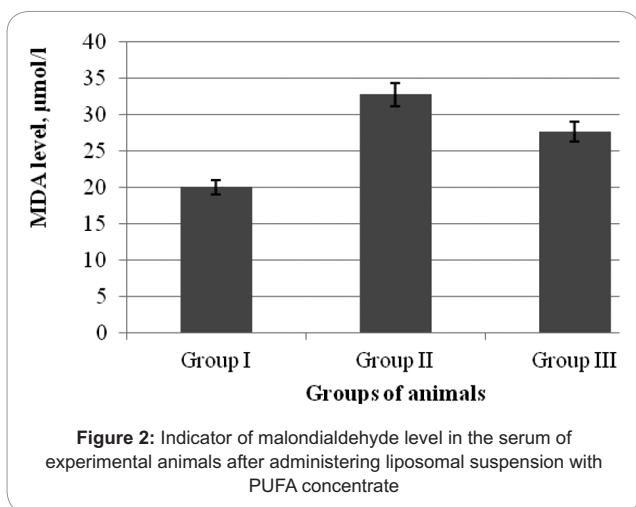 MDA level, µmol/l
40
35
30
25
20
15
10
5
0
Group I Group II Group III
Groups of animals
Figure 2: Indicator of malondialdehyde level in the serum of
experimental animals after administering liposomal suspension with
PUFA concentrate